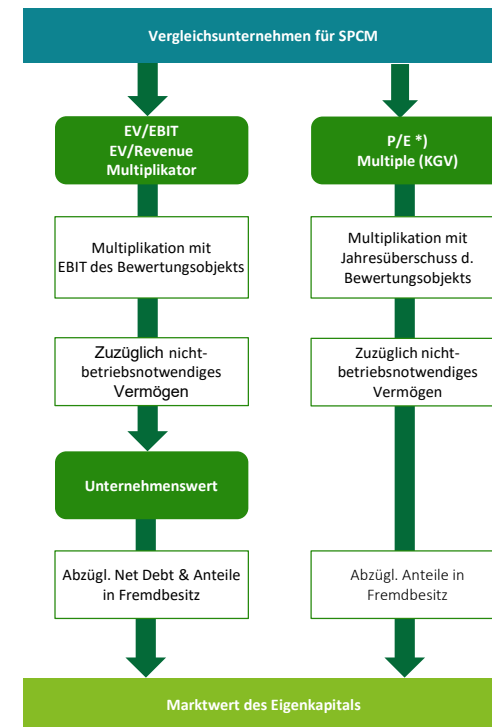 Vergleichsunternehmen für SPCM
EV/EBIT
EV/Revenue
Multiplikator
Multiplikation mit
EBIT des Bewertungsobjekts
Zuzüglich nicht-
betriebsnotwendiges
Vermögen
Unternehmenswert
Abzügl. Net Debt & Anteile
in Fremdbesitz
P/E *)
Multiple (KGV)
Multiplikation mit
Jahresüberschuss d.
Bewertungsobjekts
Zuzüglich nicht-
betriebsnotwendiges
Vermögen
Abzügl. Anteile in
Fremdbesitz
Marktwert des Eigenkapitals